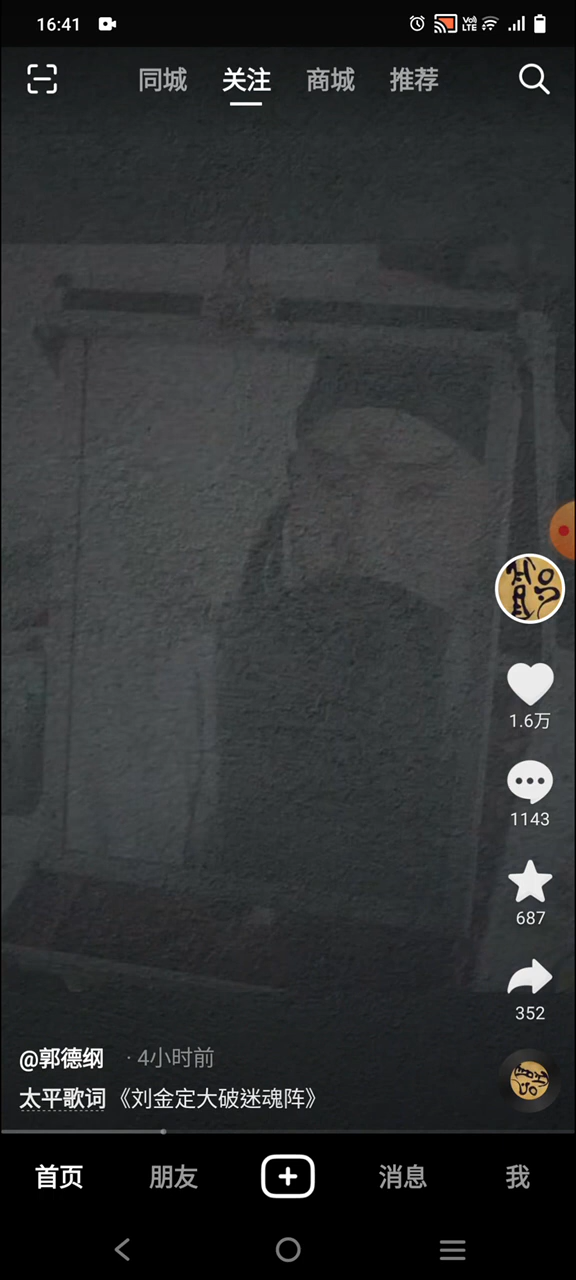 16:41
Vo) LTE
同城 关注 商城 推荐
1.6万
1143
687
352
@郭德纲 · 4小时前
太平歌词《刘金定大破迷魂阵》
首页 朋友 消息 我